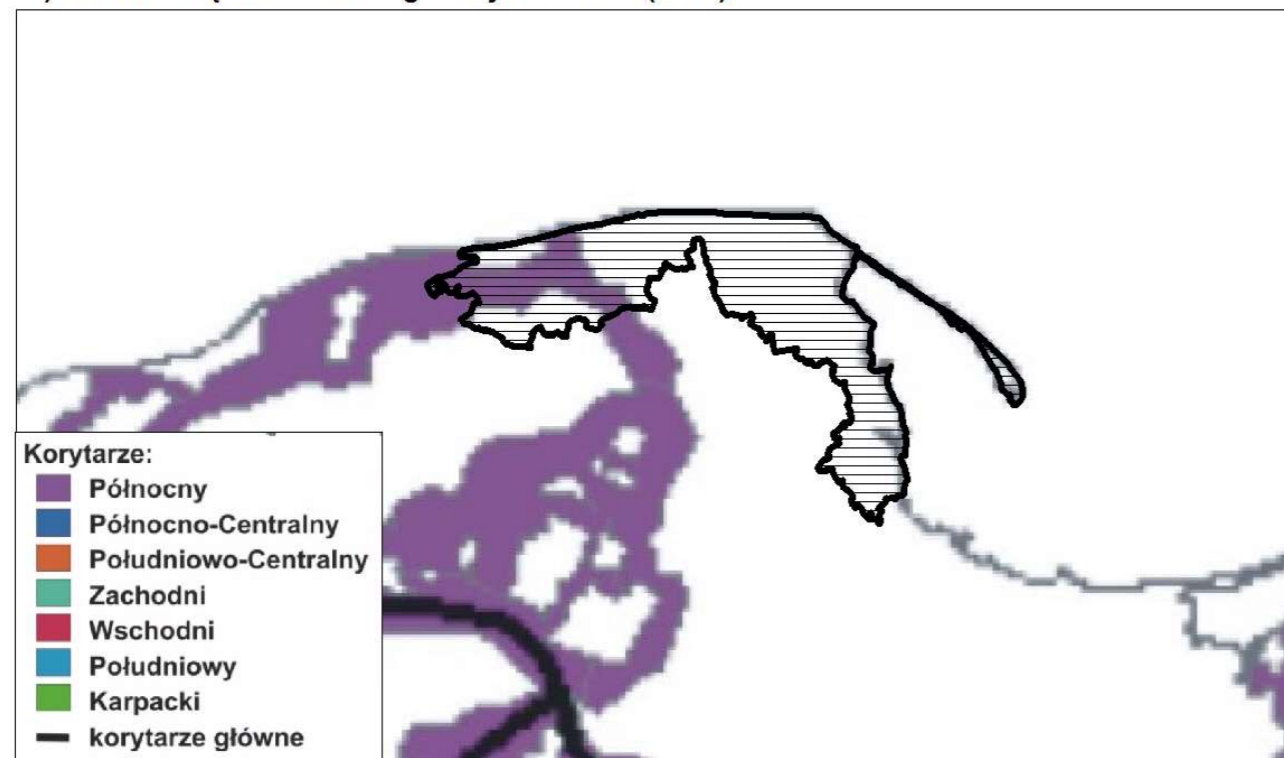 Korytarze:
Północny
Północno-Centralny
Południowo-Centralny
Zachodni
Wschodni
Południowy
Karpacki
korytarze główne